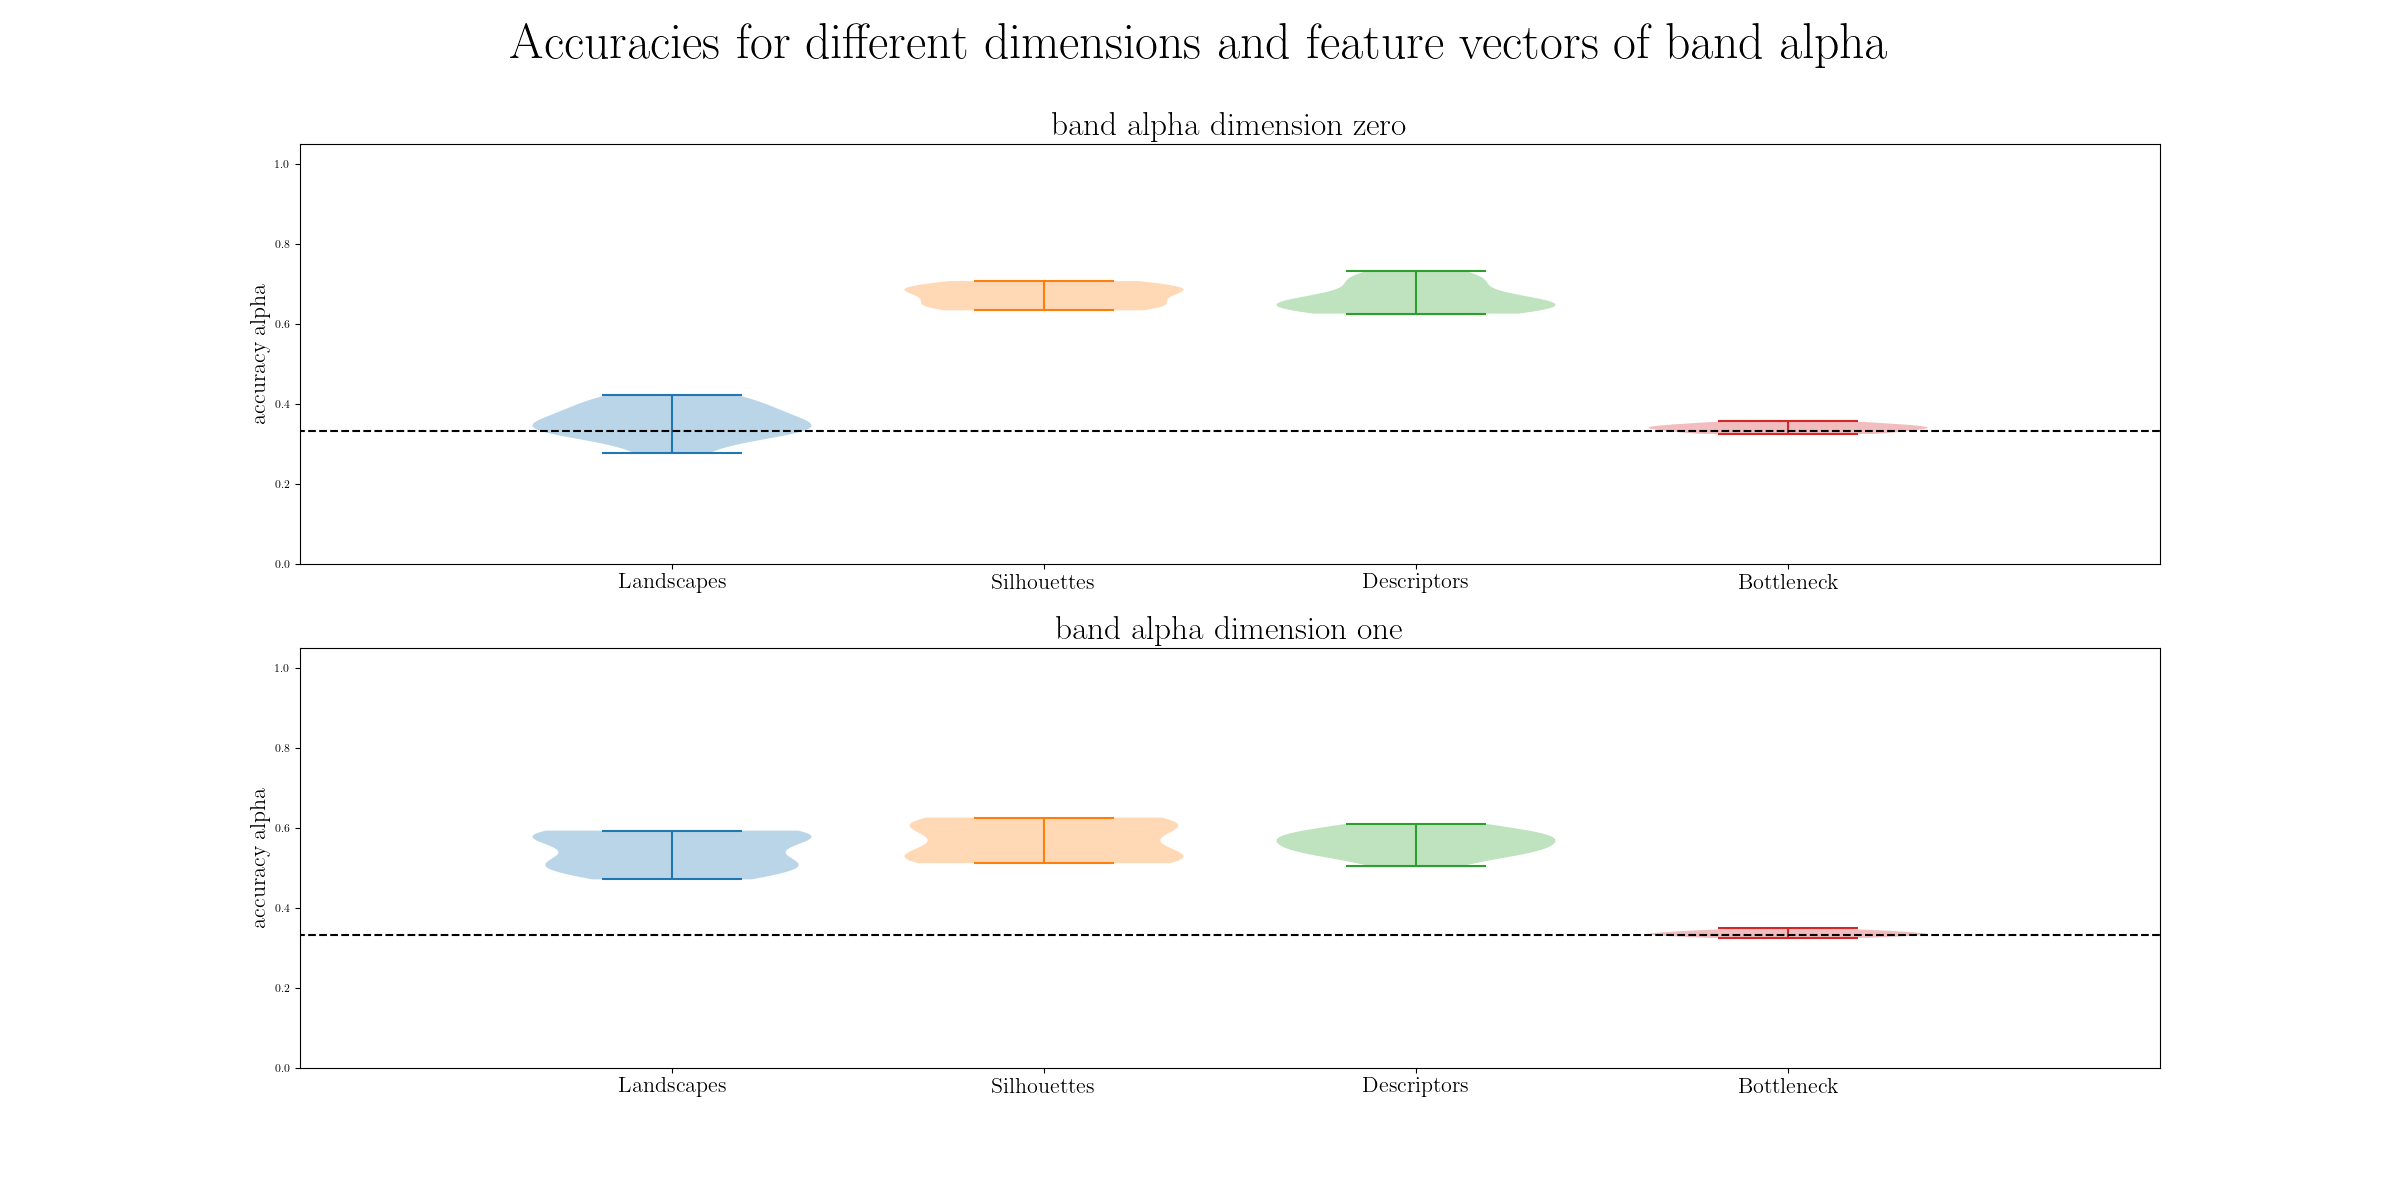 Accuracies for different dimensions and feature vectors of band alpha
band alpha dimension zero
1.0
0.8
0.6
0.4
0.2
0.0
accuracy alpha
Landscapes Silhouettes Descriptors Bottleneck
band alpha dimension one
1.0
0.8
0.6
0.4
0.2
0.0
accuracy alpha
Landscapes Silhouettes Descriptors Bottleneck